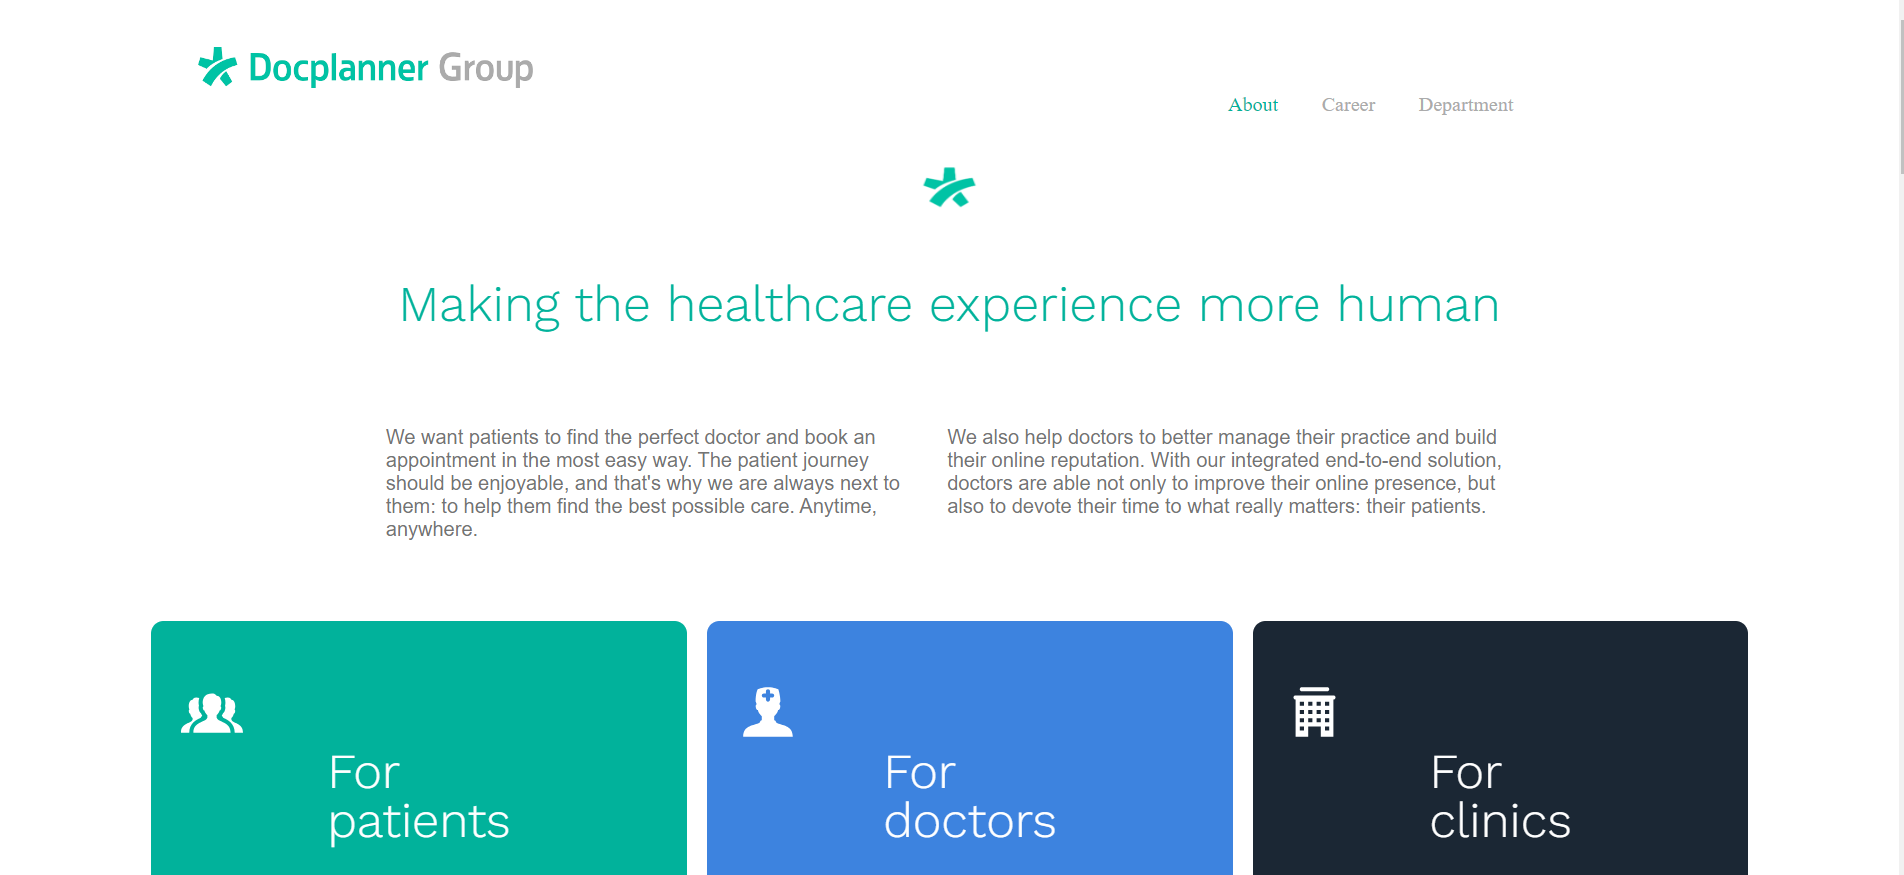 Docplanner Group
About Career Department
Making the healthcare experience more human
We want patients to find the perfect doctor and book an
appointment in the most easy way. The patient journey
should be enjoyable, and that's why we are always next to
them: to help them find the best possible care. Anytime,
anywhere.
We also help doctors to better manage their practice and build
their online reputation. With our integrated end-to-end solution,
doctors are able not only to improve their online presence, but
also to devote their time to what really matters: their patients.
For
patients
For
doctors
For
clinics